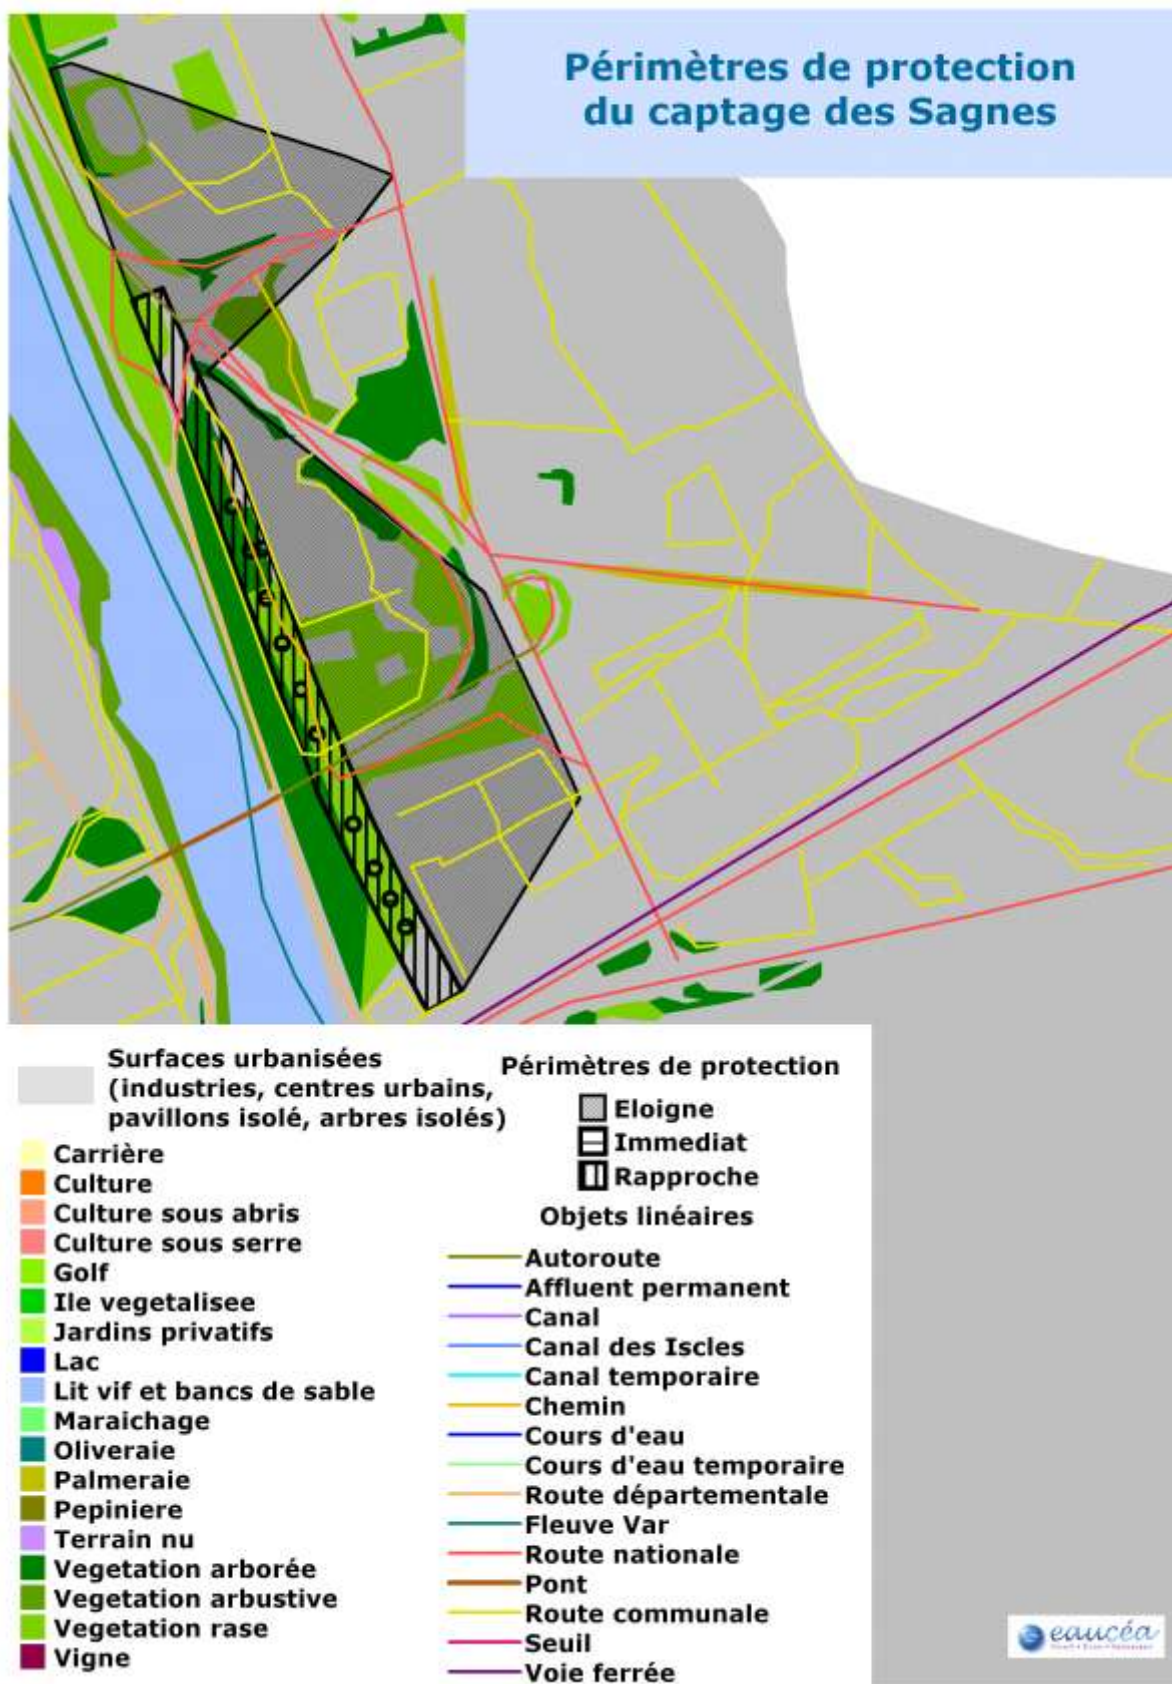 Périmètres de protection
du captage des Sagnes
Surfaces urbanisées
(industries, centres urbains,
pavillons isolé, arbres isolés)
Carrière
Culture
Culture sous abris
Culture sous serre
Golf
Ile vegetalisee
Jardins privatifs
Lac
Lit vif et bancs de sable
Maraichage
Oliveraie
Palmeraie
Pepiniere
Terrain nu
Vegetation arborée
Vegetation arbustive
Vegetation rase
Vigne
Périmètres de protection
Eloigne
Immediat
Rapproche
Objets linéaires
Autoroute
Affluent permanent
Canal
Canal des Iscles
Canal temporaire
Chemin
Cours d'eau
Cours d'eau temporaire
Route départementale
Fleuve Var
Route nationale
Pont
Route communale
Seuil
Voie ferrée
eaucéa